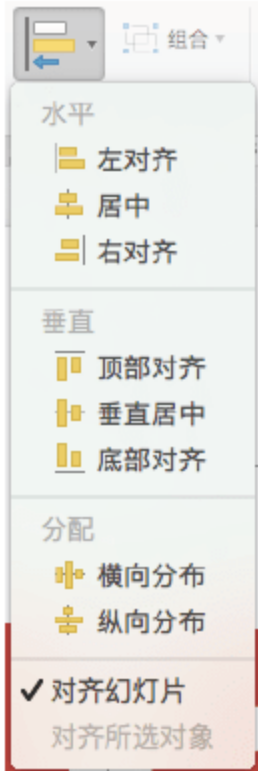 组合
水平
左对齐
居中
右对齐
垂直
顶部对齐
垂直居中
底部对齐
分配
横向分布
纵向分布
对齐幻灯片
对齐所选对象